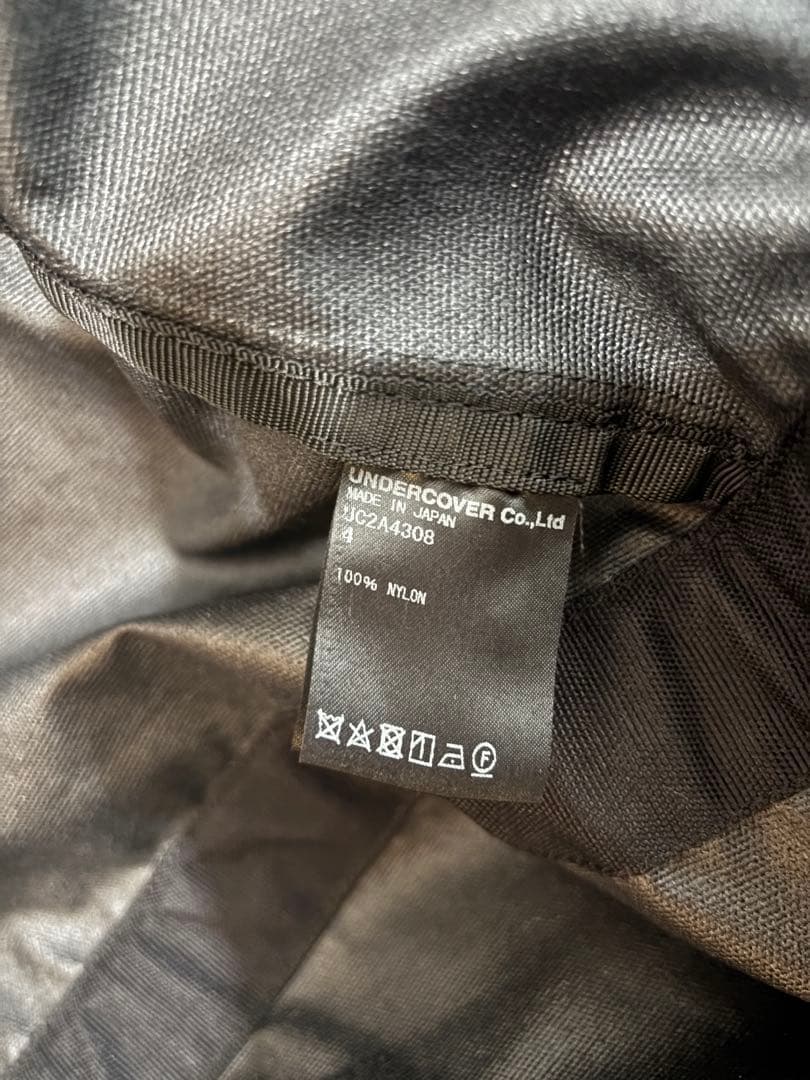 UNDERCOVER Co.,Ltd
MADE IN JAPAN
UC2A4308
4
100% NYLON
F